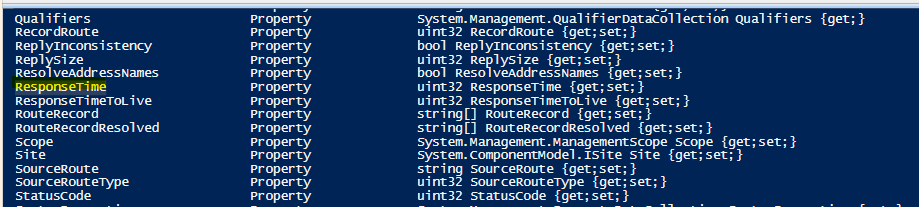 Qualifiers Property System.Management.QualifierDataCollection Qualifiers {get;}
RecordRoute Property uint32 RecordRoute {get;set;}
ReplyInconsistency Property bool ReplyInconsistency {get;set;}
ReplySize Property uint32 ReplySize {get;set;}
ResolveAddressNames Property bool ResolveAddressNames {get;set;}
ResponseTime Property uint32 ResponseTime {get;set;}
ResponseTimeToLive Property uint32 ResponseTimeToLive {get;set;}
RouteRecord Property string[] RouteRecord {get;set;}
RouteRecordResolved Property string[] RouteRecordResolved {get;set;}
Scope Property System.Management.ManagementScope Scope {get;set;}
Site Property System.ComponentModel.ISite Site {get;set;}
SourceRoute Property string SourceRoute {get;set;}
SourceRouteType Property uint32 SourceRouteType {get;set;}
StatusCode Property uint32 StatusCode {get;set;}